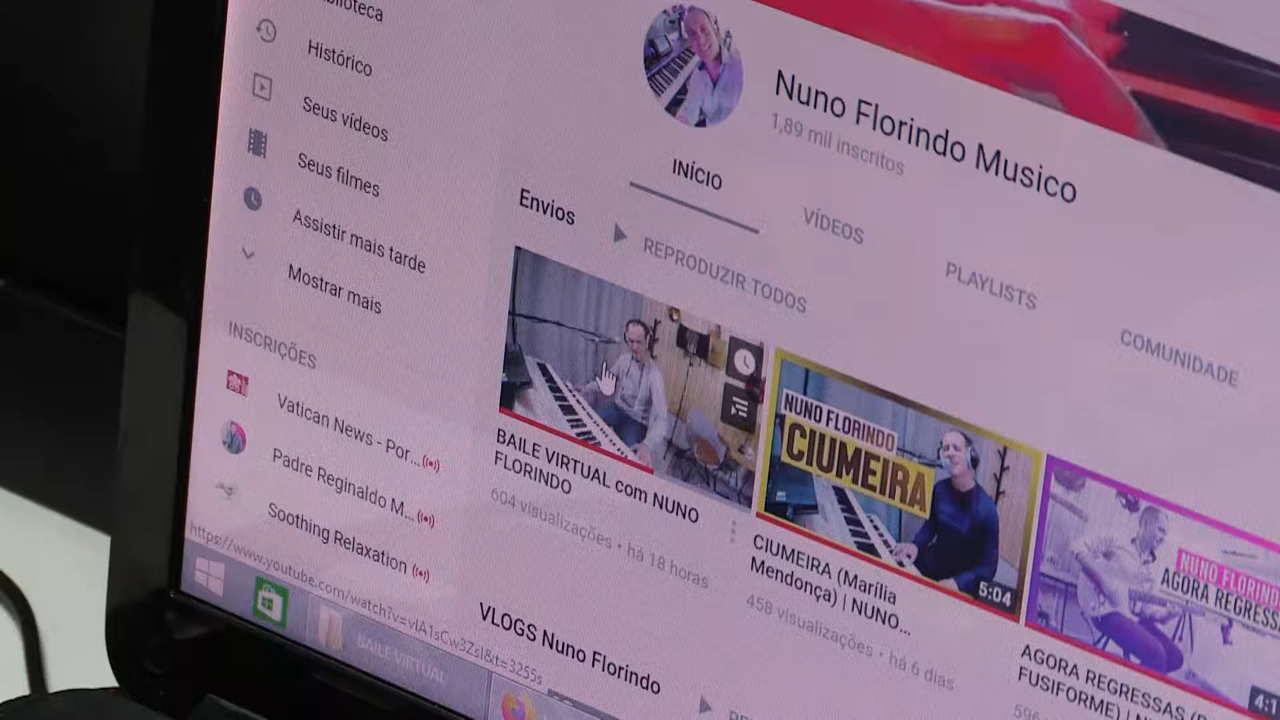 Biblioteca
Histórico
Seus vídeos
Seus filmes
Assistir mais tarde
Mostrar mais
INSCRIÇÕES
Vatican News - Por...
Padre Reginaldo M...
Soothing Relaxation
https://www.youtube.com/watch?v=vIA1sCw3ZsI&t=3255s
BAILE VIRTUAL
Nuno Florindo Musico
1,89 mil inscritos
INÍCIO
VÍDEOS
PLAYLISTS
COMUNIDADE
Envios
REPRODUZIR TODOS
BAILE VIRTUAL com NUNO
FLORINDO
604 visualizações • há 18 horas
NUNO FLORINDO
CIUMEIRA
5:04
CIUMEIRA (Marília
Mendonça) | NUNO...
458 visualizações • há 6 dias
NUNO FLORINDO
AGORA REGRESSAS
AGORA REGRESSAS
FUSIFORME) |
596
VLOGS Nuno Florindo